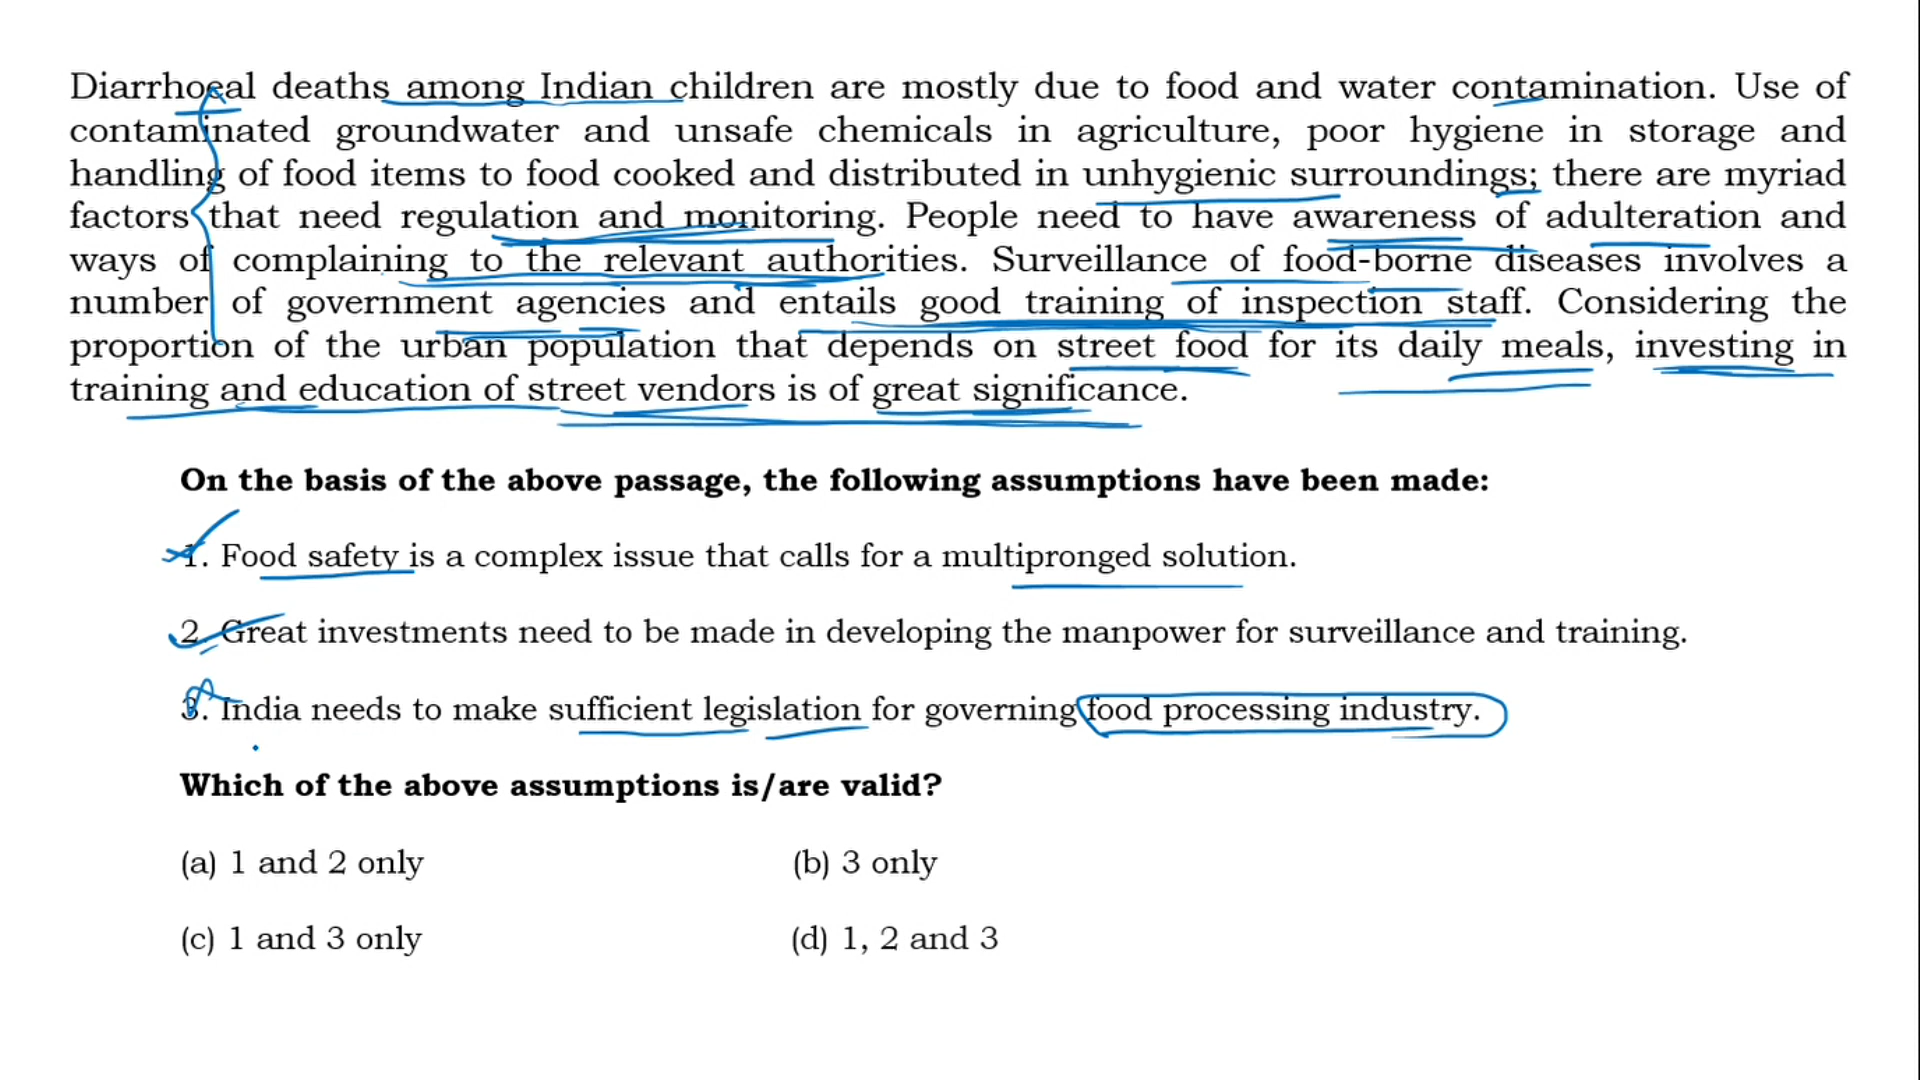 Diarrhoeal deaths among Indian children are mostly due to food and water contamination. Use of
contaminated groundwater and unsafe chemicals in agriculture, poor hygiene in storage and
handling of food items to food cooked and distributed in unhygienic surroundings; there are myriad
factors that need regulation and monitoring. People need to have awareness of adulteration and
ways of complaining to the relevant authorities. Surveillance of food-borne diseases involves a
number of government agencies and entails good training of inspection staff. Considering the
proportion of the urban population that depends on street food for its daily meals, investing in
training and education of street vendors is of great significance.
On the basis of the above passage, the following assumptions have been made:
1. Food safety is a complex issue that calls for a multipronged solution.
2. Great investments need to be made in developing the manpower for surveillance and training.
3. India needs to make sufficient legislation for governing food processing industry.
Which of the above assumptions is/are valid?
(a) 1 and 2 only (b) 3 only
(c) 1 and 3 only (d) 1, 2 and 3